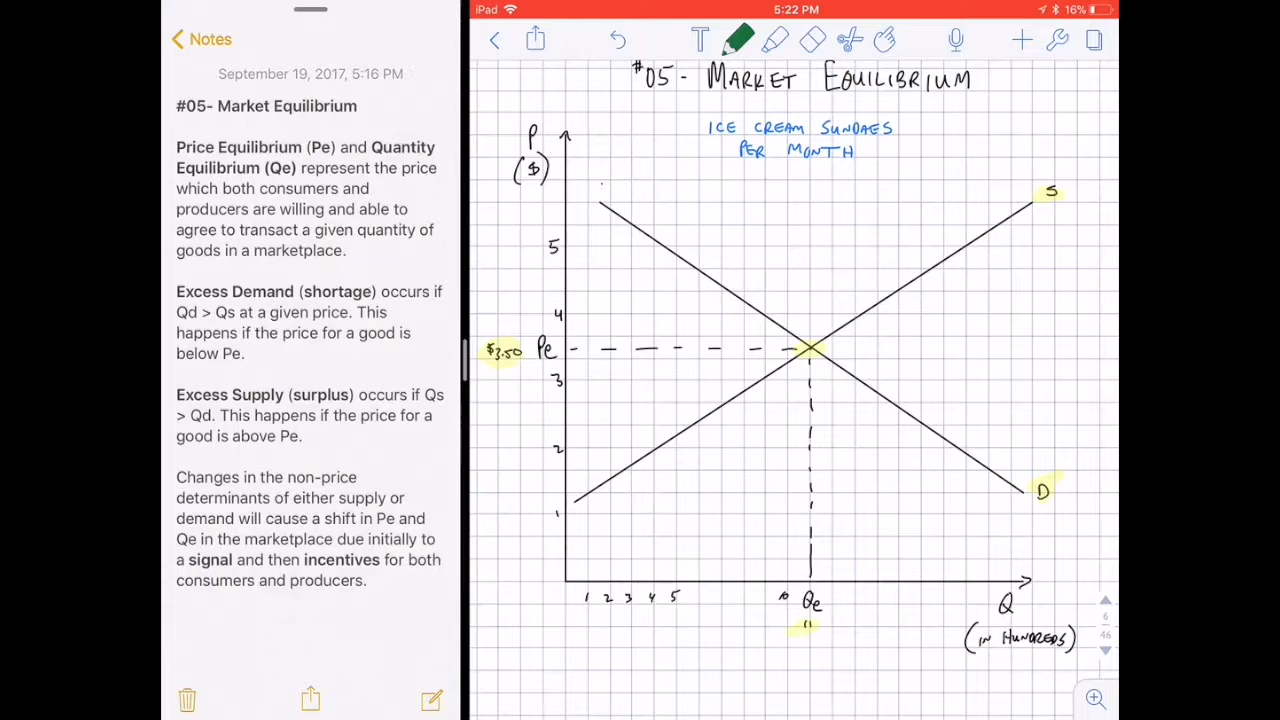 Notes
September 19, 2017, 5:16 PM
#05- Market Equilibrium
Price Equilibrium (Pe) and Quantity
Equilibrium (Qe) represent the price
which both consumers and
producers are willing and able to
agree to transact a given quantity of
goods in a marketplace.
Excess Demand (shortage) occurs if
Qd > Qs at a given price. This
happens if the price for a good is
below Pe.
Excess Supply (surplus) occurs if Qs
> Qd. This happens if the price for a
good is above Pe.
Changes in the non-price
determinants of either supply or
demand will cause a shift in Pe and
Qe in the marketplace due initially to
a signal and then incentives for both
consumers and producers.
iPad 5:22 PM 16%
T
#05- MARKET EQUILIBRIUM
ICE CREAM SUNDAES
PER MONTH
P
($)
S
5
4
$3.50 Pe
3
2
D
1
1 2 3 4 5 10 Qe Q
11
(IN HUNDREDS)
6
46